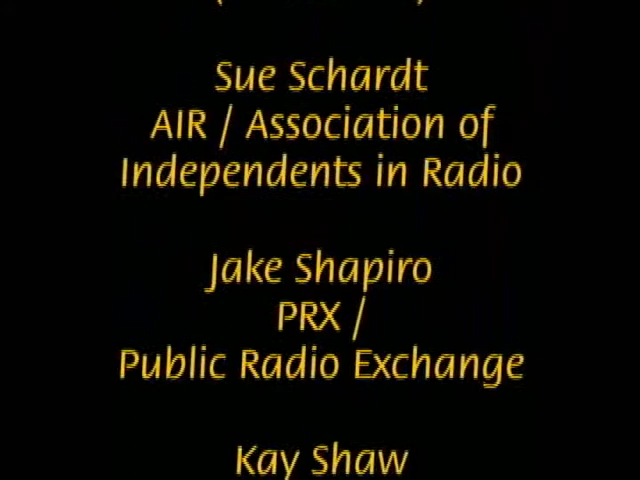 Sue Schardt
AIR / Association of
Independents in Radio
Jake Shapiro
PRX /
Public Radio Exchange
Kay Shaw